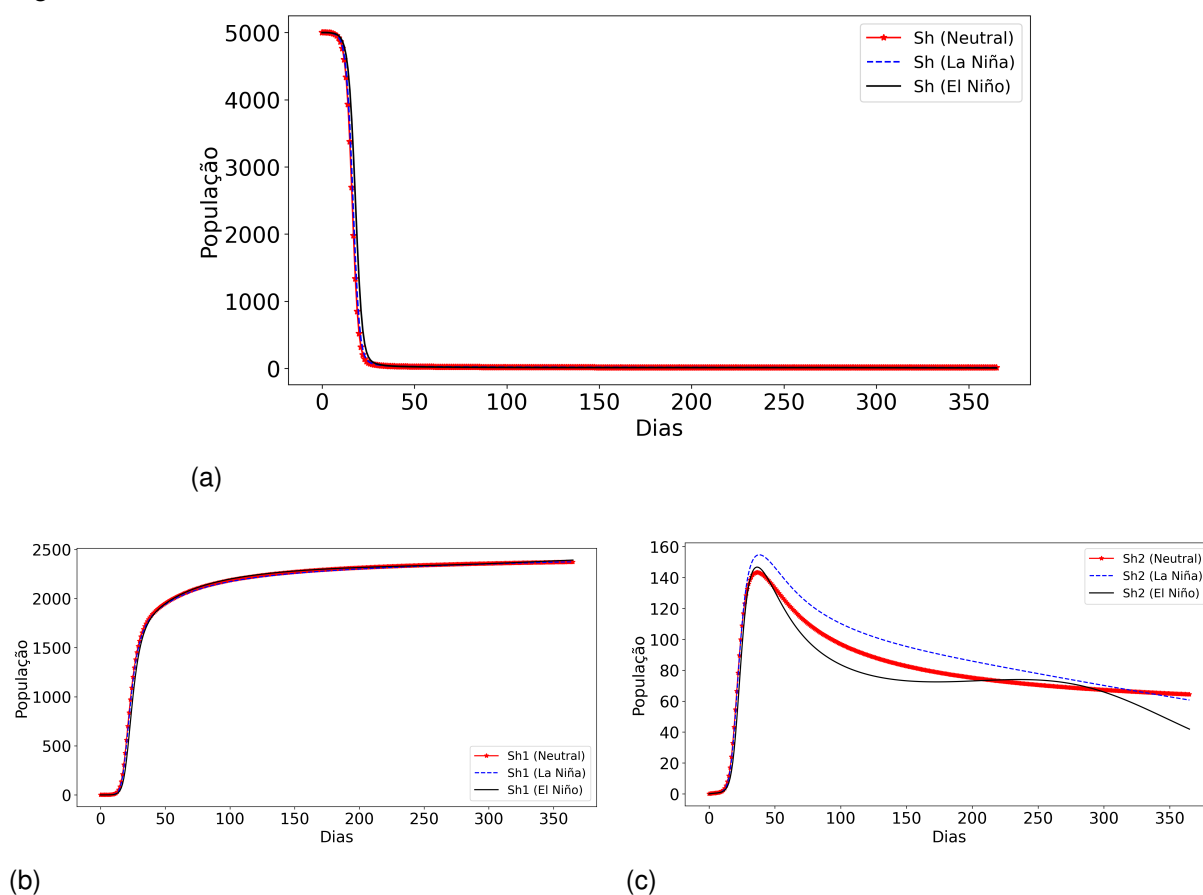 5000
4000
3000
2000
1000
0
População
0 50 100 150 200 250 300 350
Dias
Sh (Neutral)
Sh (La Niña)
Sh (El Niño)
(a)
2500
2000
1500
1000
500
0
População
0 50 100 150 200 250 300 350
Dias
Sh1 (Neutral)
Sh1 (La Niña)
Sh1 (El Niño)
(b)
160
140
120
100
80
60
40
20
0
População
0 50 100 150 200 250 300 350
Dias
Sh2 (Neutral)
Sh2 (La Niña)
Sh2 (El Niño)
(c)